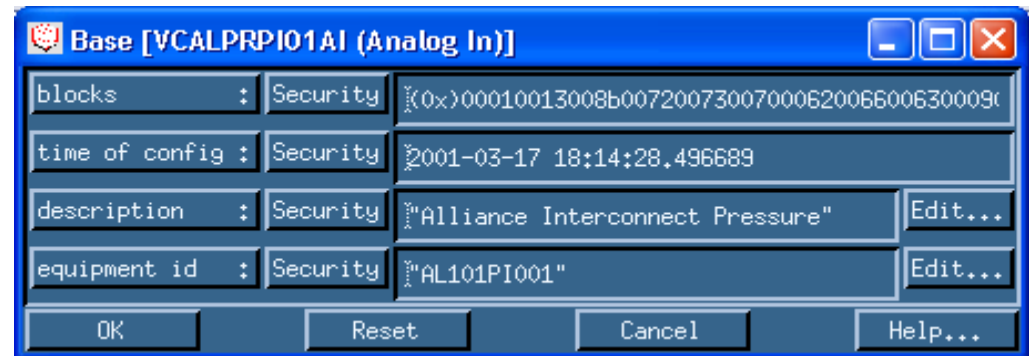 Base [VCALPRPI01AI (Analog In)]
blocks : Security (0x)00010013008b0072007300700062006600630009(
time of config : Security 2001-03-17 18:14:28.496689
description : Security "Alliance Interconnect Pressure" Edit...
equipment id : Security "AL101PI001" Edit...
OK Reset Cancel Help...